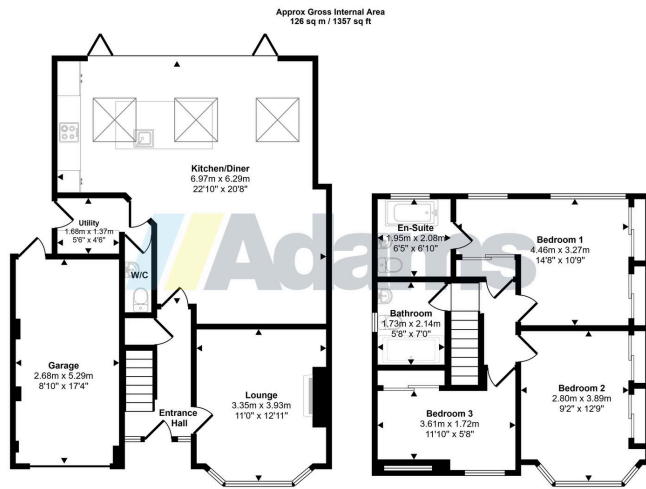 Approx Gross Internal Area
126 sq m / 1357 sq ft
Kitchen/Diner
6.97m x 6.29m
22'10" x 20'8"
Utility
1.68m x 1.37m
5'6" x 4'6"
W/C
Garage
2.68m x 5.29m
8'10" x 17'4"
Entrance
Hall
Lounge
3.35m x 3.93m
11'0" x 12'11"
En-Suite
1.95m x 2.08m
6'5" x 6'10"
Bedroom 1
4.46m x 3.27m
14'8" x 10'9"
Bathroom
1.73m x 2.14m
5'8" x 7'0"
Bedroom 2
2.80m x 3.89m
9'2" x 12'9"
Bedroom 3
3.61m x 1.72m
11'10" x 5'8"
Adams